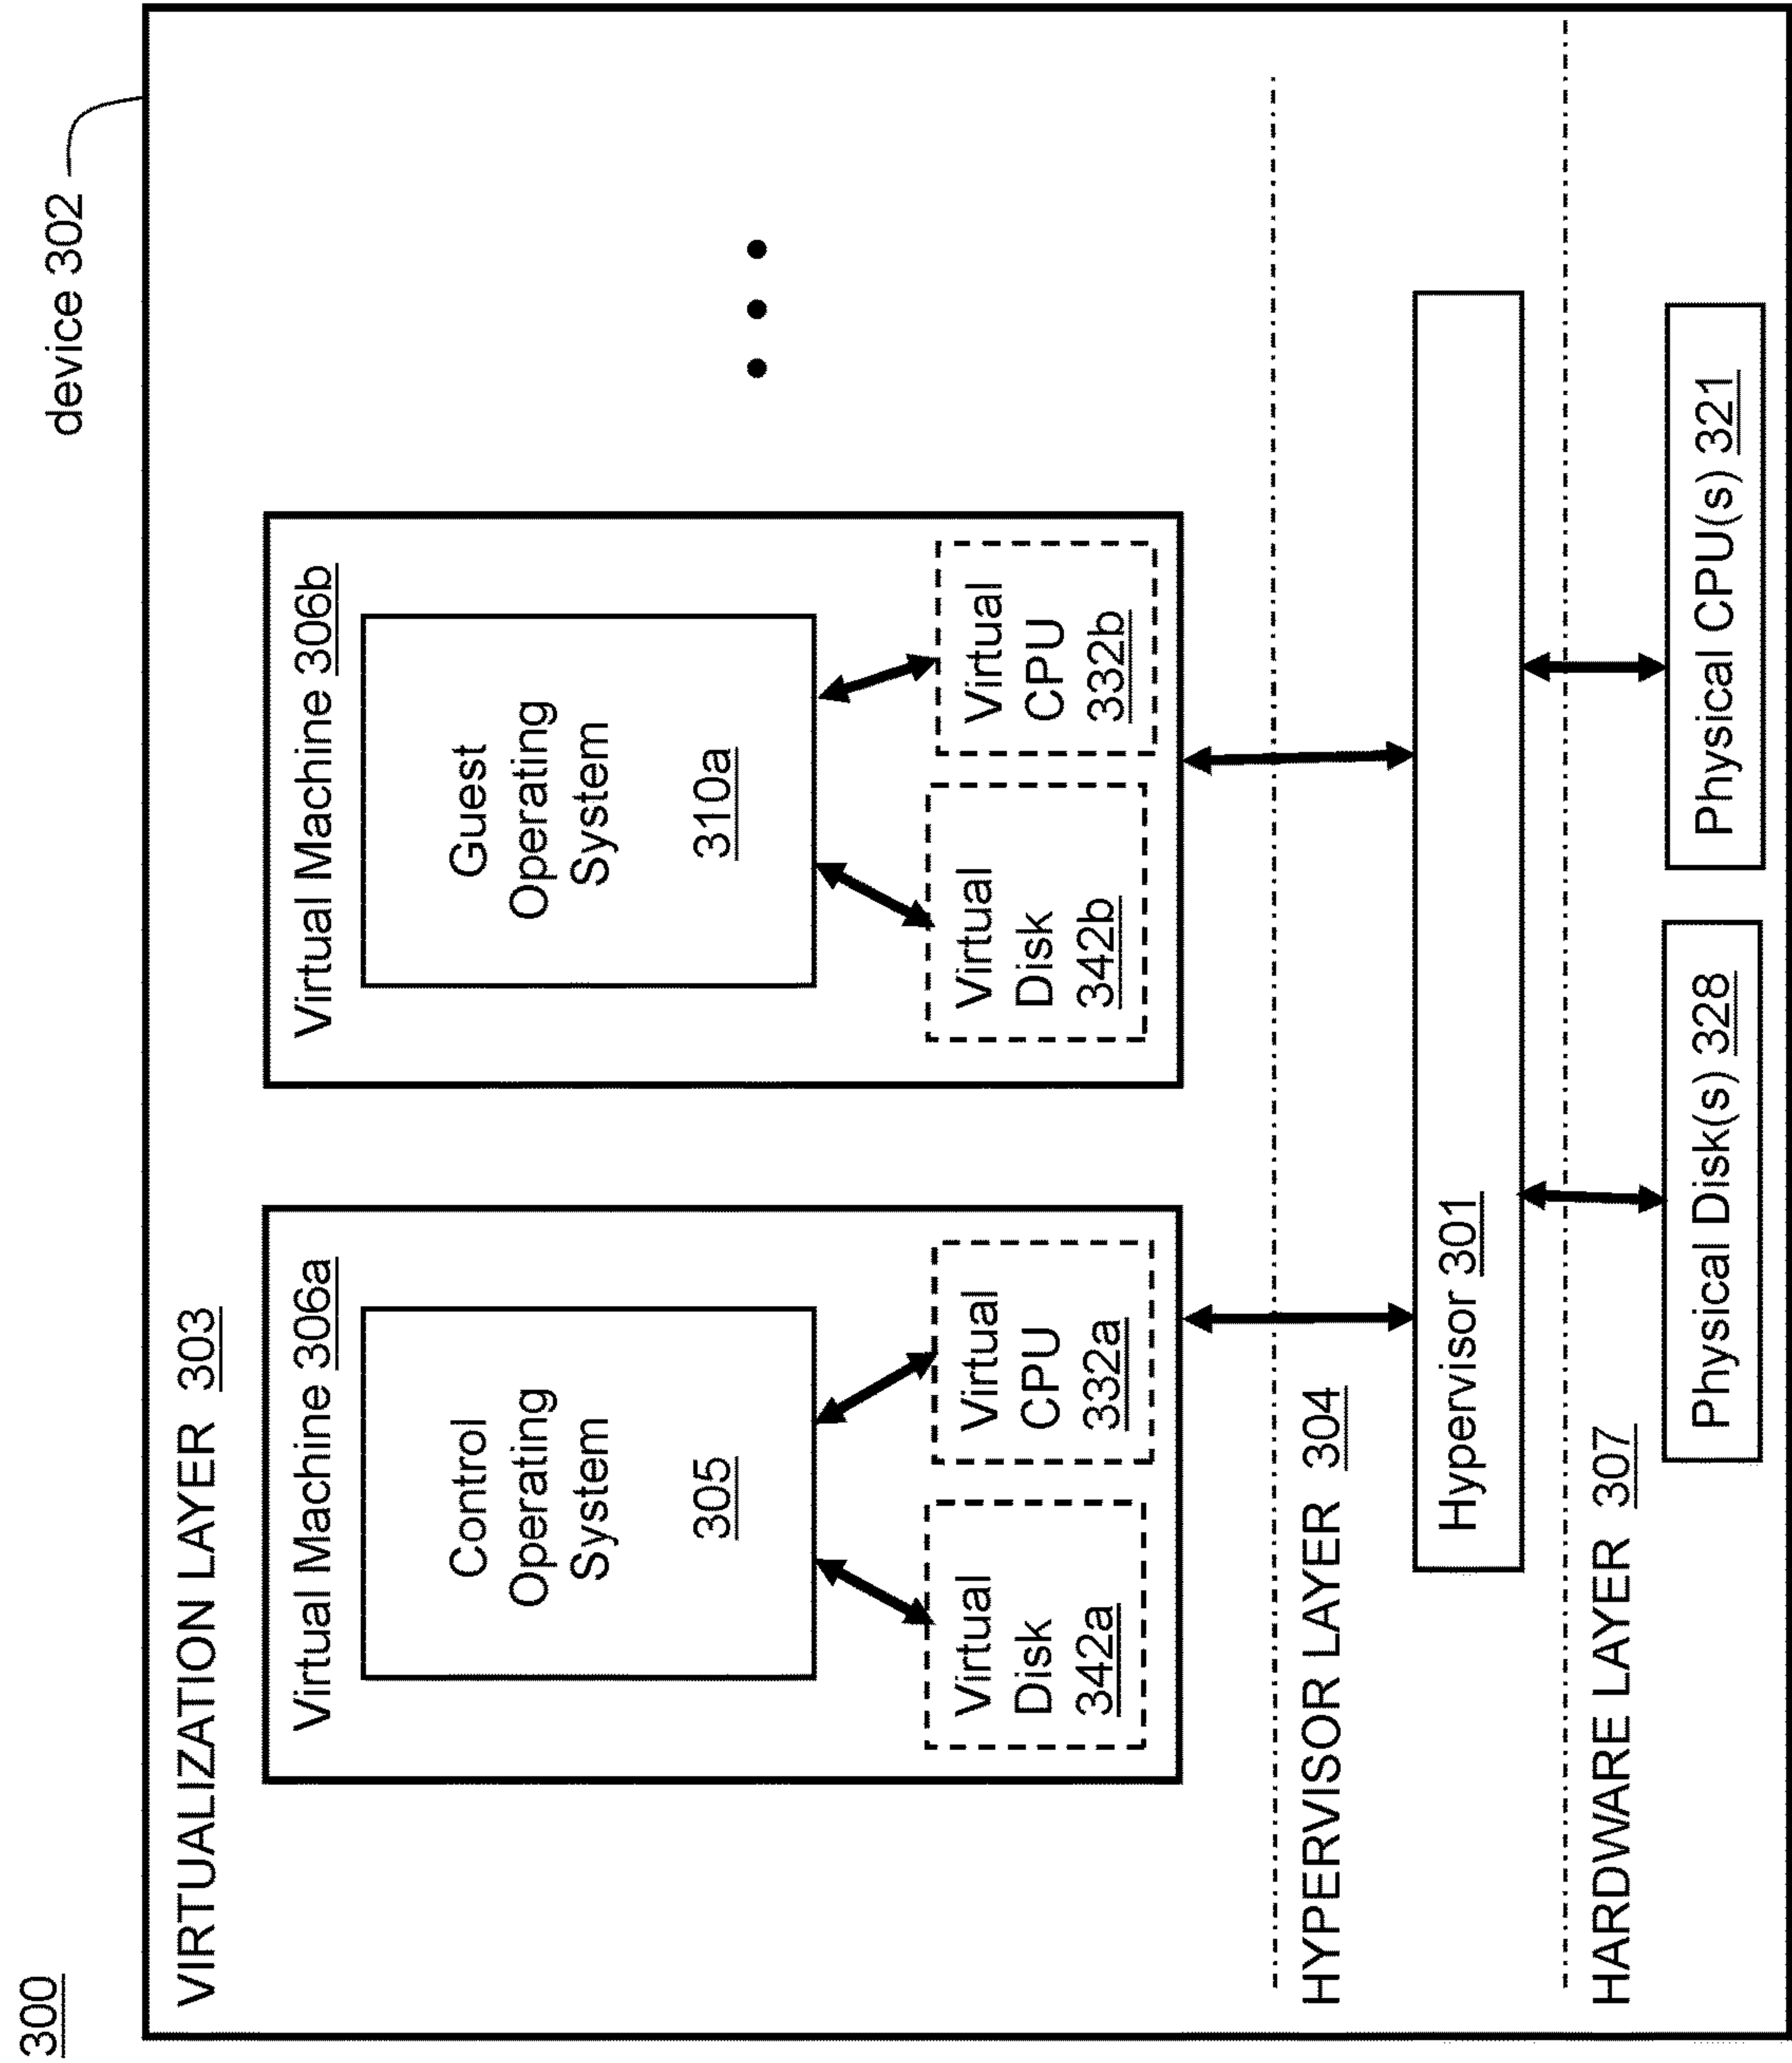 300
device 302
VIRTUALIZATION LAYER 303
Virtual Machine 306a
Control
Operating
System
305
Virtual
Disk
342a
Virtual
CPU
332a
Virtual Machine 306b
Guest
Operating
System
310a
Virtual
Disk
342b
Virtual
CPU
332b
HYPERVISOR LAYER 304
Hypervisor 301
HARDWARE LAYER 307
Physical Disk(s) 328
Physical CPU(s) 321